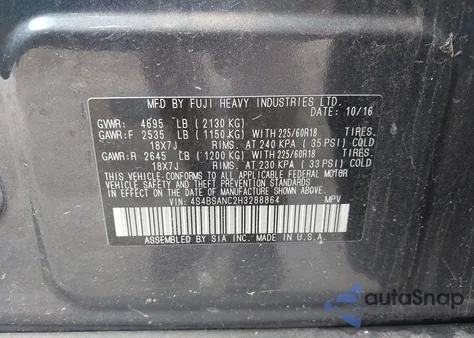 MFD BY FUJI HEAVY INDUSTRIES LTD.
10/16
GVWR: 4695 LB (2130 KG)
GAWR:F 2535 LB (1150 KG) WITH 225/60R18 TIRES.
18X7J RIMS. AT 240 KPA (35 PSI) COLD
GAWR:R 2645 LB (1200 KG) WITH 225/60R18 TIRES.
18X7J RIMS. AT 230 KPA (33 PSI) COLD
THIS VEHICLE CONFORMS TO ALL APPLICABLE FEDERAL MOTOR
VEHICLE SAFETY AND THEFT PREVENTION STANDARDS IN EFFECT
ON THE DATE OF MANUFACTURE SHOWN ABOVE.
VIN: 4S4BSANC2H3288864 MPV
ASSEMBLED BY SIA INC. MADE IN U.S.A.
autoSnap